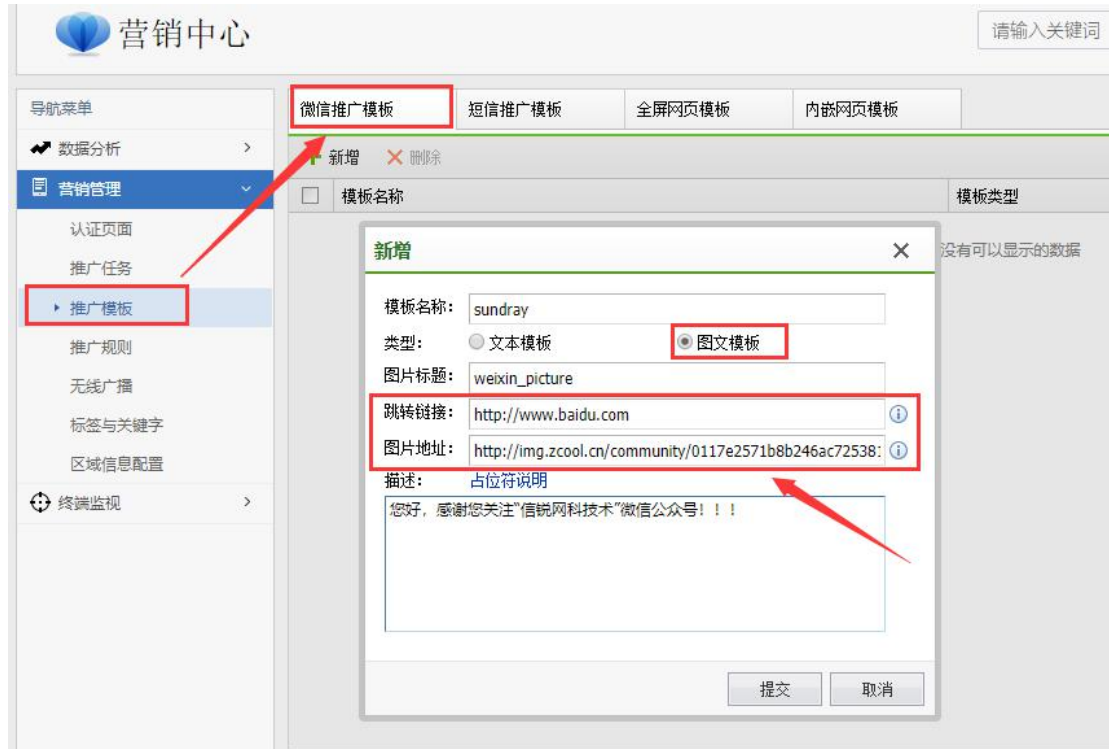 营销中心
请输入关键词
导航菜单
数据分析
营销管理
认证页面
推广任务
推广模板
推广规则
无线广播
标签与关键字
区域信息配置
终端监视
微信推广模板 短信推广模板 全屏网页模板 内嵌网页模板
新增 删除
模板名称 模板类型
没有可以显示的数据
新增
模板名称: sundray
类型: 文本模板 图文模板
图片标题: weixin_picture
跳转链接: http://www.baidu.com
图片地址: http://img.zcool.cn/community/0117e2571b8b246ac72538
描述: 占位符说明
您好，感谢您关注"信锐网科技术"微信公众号！！！
提交 取消